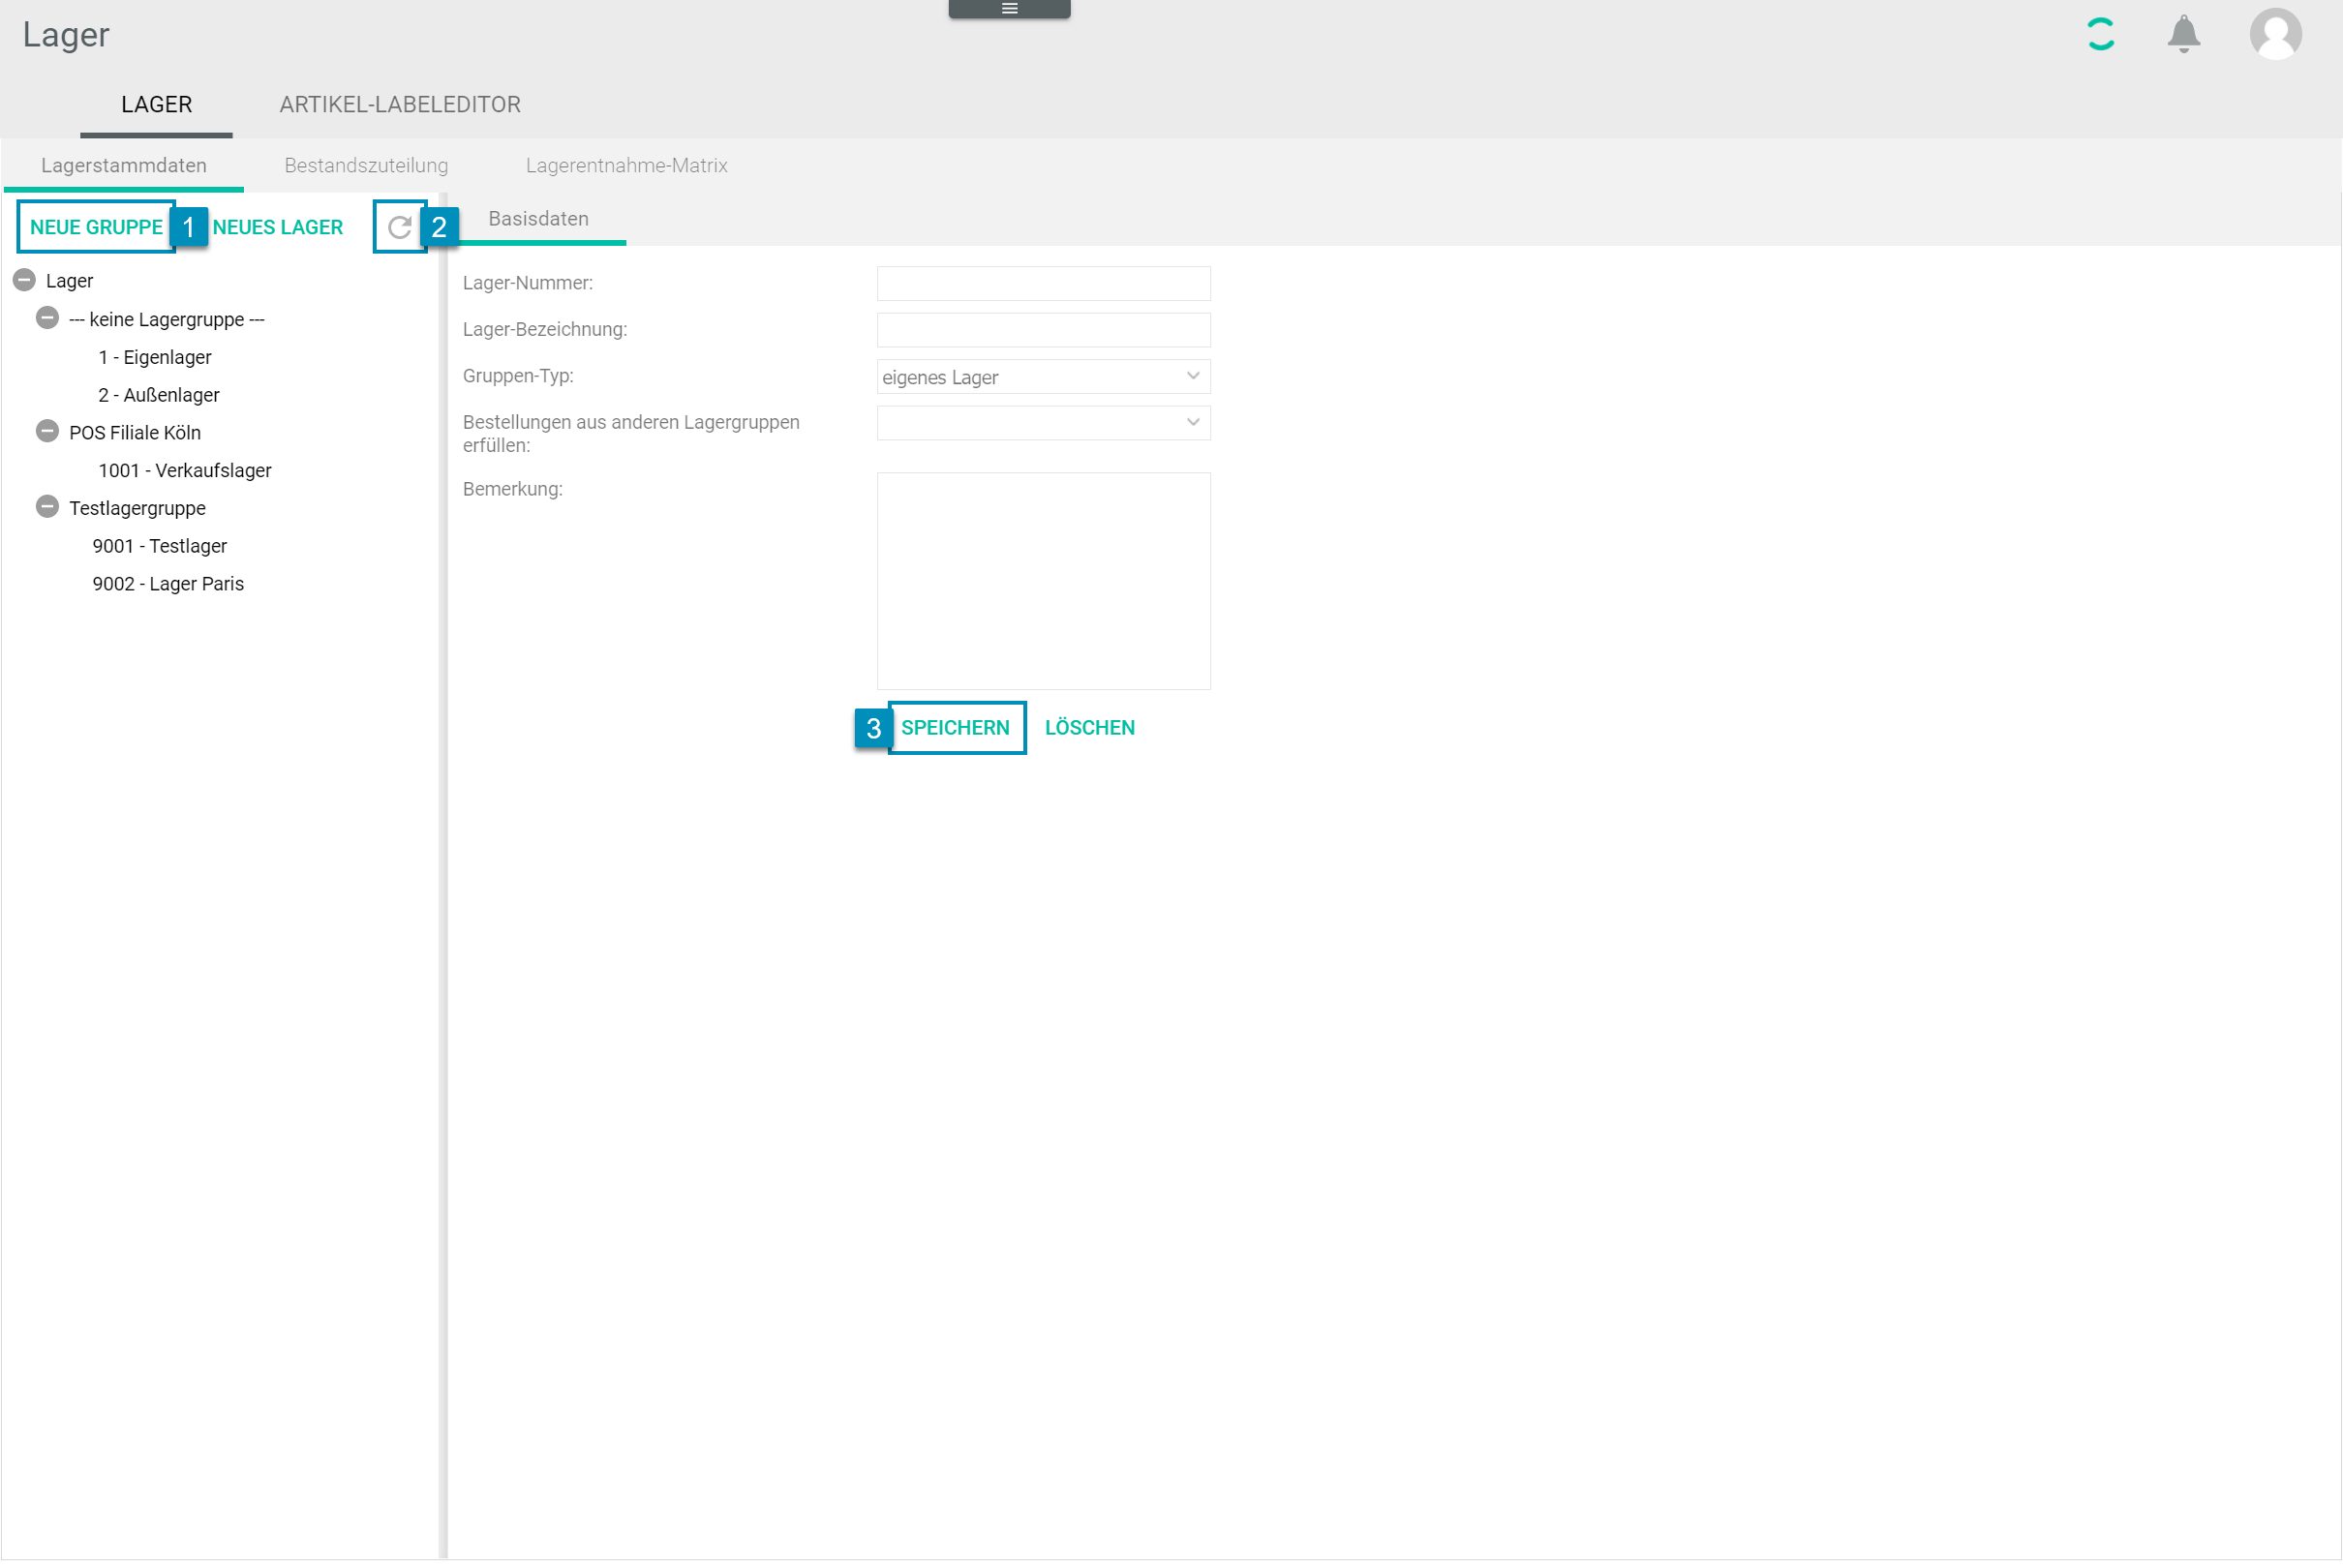 Lager
LAGER ARTIKEL-LABELEDITOR
Lagerstammdaten Bestandszuteilung Lagerentnahme-Matrix
NEUE GRUPPE 1 NEUES LAGER 2 Basisdaten
Lager
--- keine Lagergruppe ---
1 - Eigenlager
2 - Außenlager
POS Filiale Köln
1001 - Verkaufslager
Testlagergruppe
9001 - Testlager
9002 - Lager Paris
Lager-Nummer:
Lager-Bezeichnung:
Gruppen-Typ: eigenes Lager
Bestellungen aus anderen Lagergruppen
erfüllen:
Bemerkung:
3 SPEICHERN LÖSCHEN